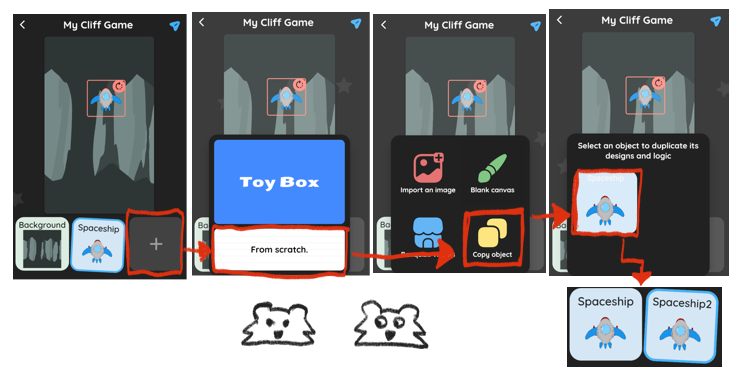 My Cliff Game
Background
Spaceship
+
My Cliff Game
Toy Box
From scratch.
My Cliff Game
Import an image
Blank canvas
Copy object
My Cliff Game
Select an object to duplicate its
designs and logic
Spaceship
Spaceship
Spaceship2